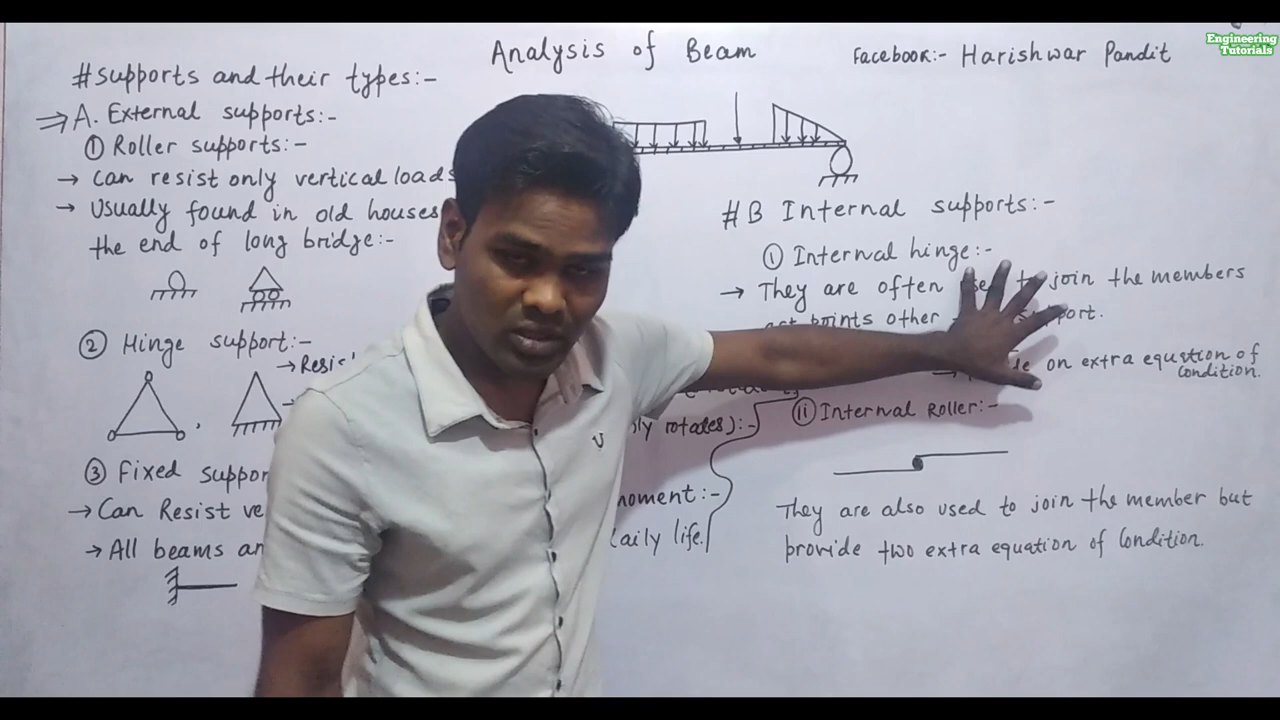 Engineering
Tutorials
Analysis of Beam
Facebook:- Harishwar Pandit
#supports and their types:-
A. External supports:-
① Roller supports:-
→ Can resist only vertical loads
→ Usually found in old houses
the end of long bridge:-
② Hinge support:-
→ Resis
③ Fixed suppor
→ Can Resist ve
→ All beams an
ly rotates):-
moment:-
daily life.
#B Internal supports:-
① Internal hinge:-
→ They are often to join the members
points other
on extra equation of
condition.
ⅱ Internal Roller:-
They are also used to join the member but
provide two extra equation of Condition.
V